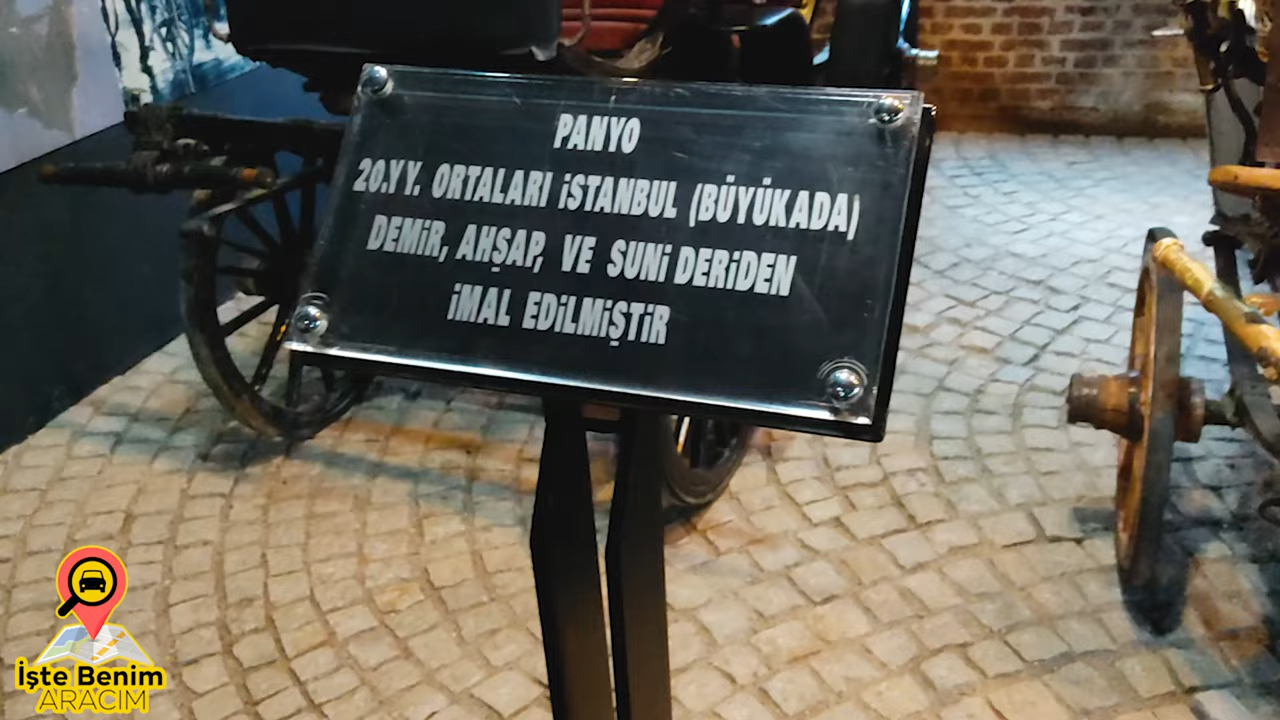 PANYO
20.YY. ORTALARI İSTANBUL (BÜYÜKADA)
DEMİR, AHŞAP, VE SUNİ DERİDEN
İMAL EDİLMİŞTİR
İşte Benim
ARACIM